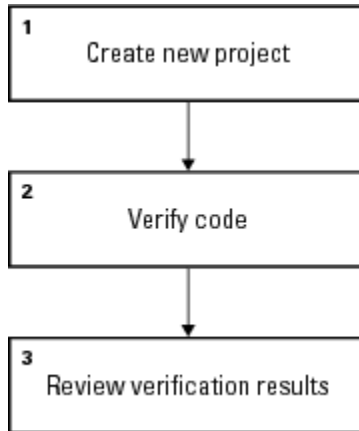 1
Create new project
2
Verify code
3
Review verification results